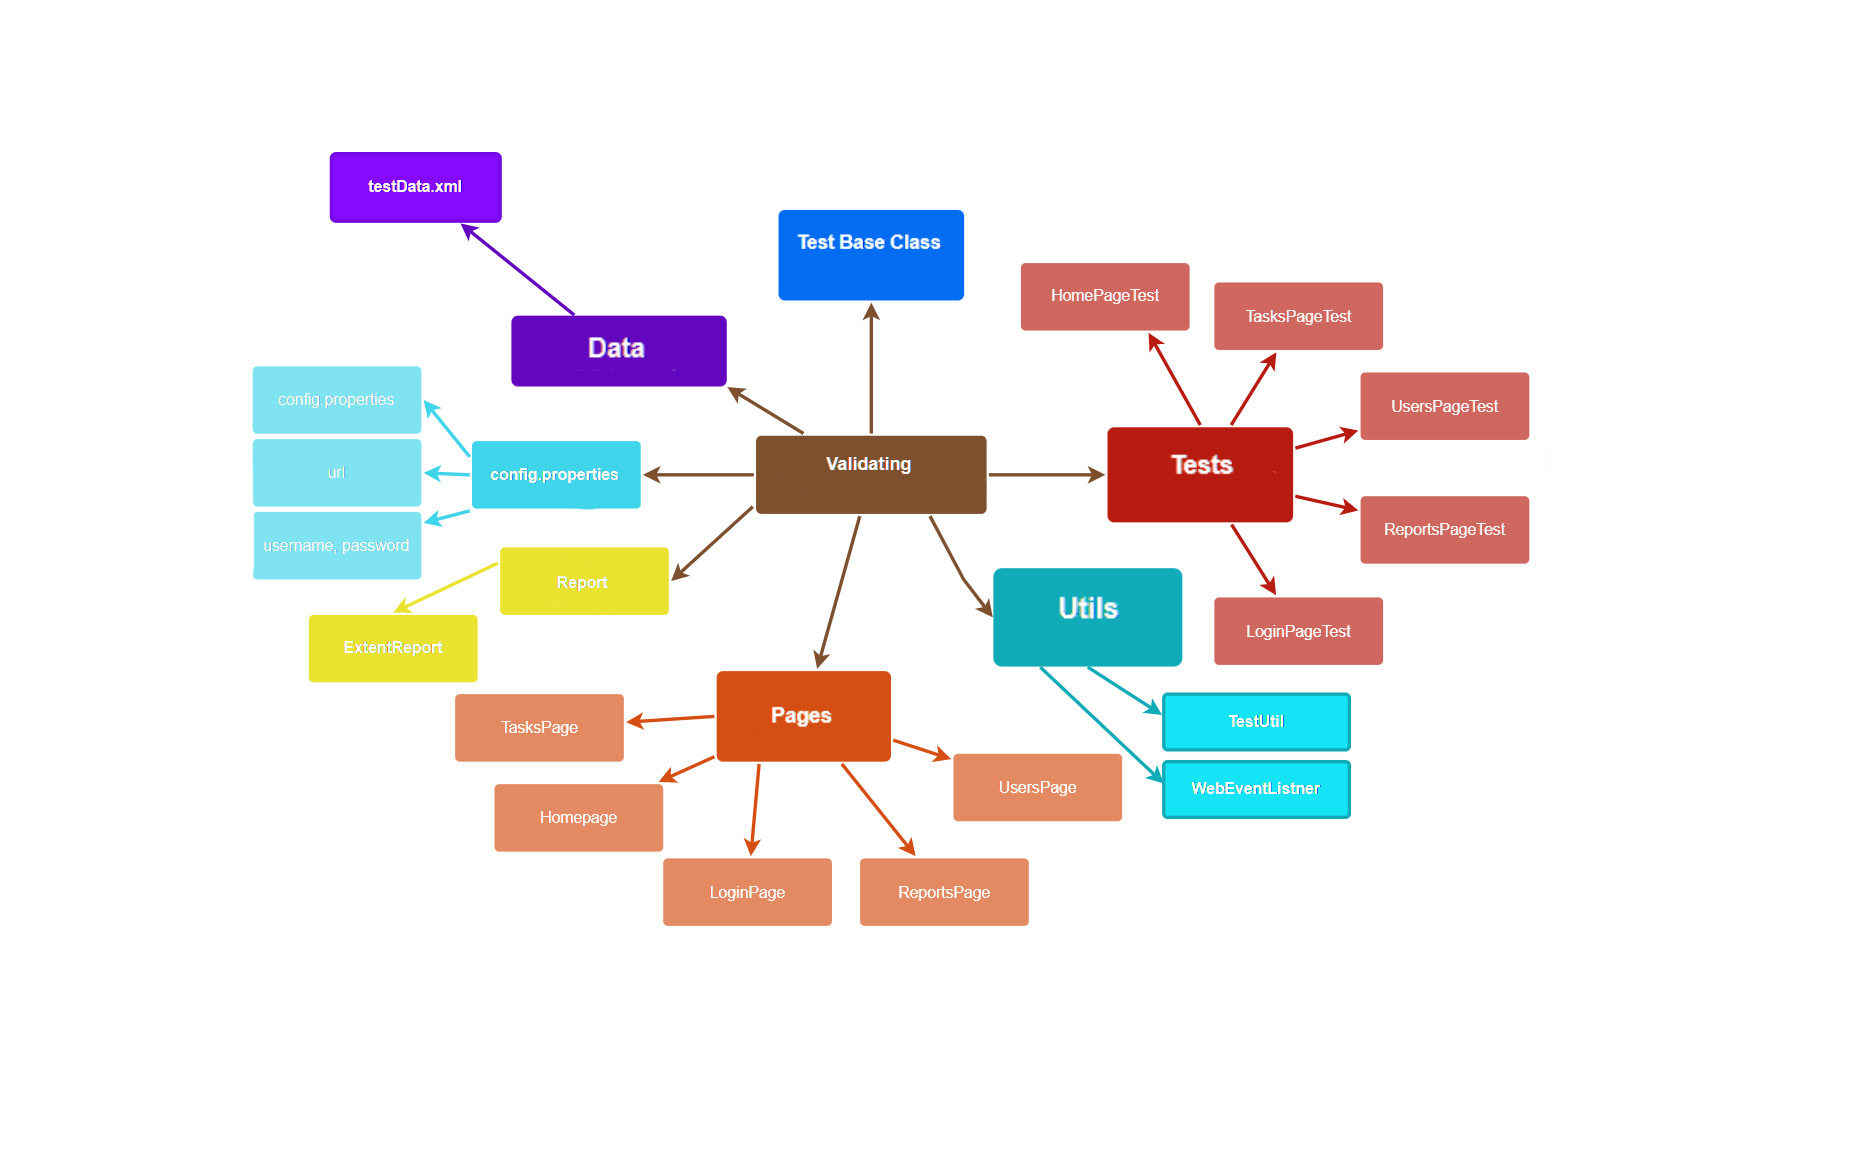 testData.xml
Test Base Class
HomePageTest
TasksPageTest
Data
config.properties
UsersPageTest
Validating
Tests
url
config.properties
username, password
ReportsPageTest
Report
Utils
LoginPageTest
ExtentReport
TasksPage
Pages
TestUtil
UsersPage
WebEventListner
Homepage
LoginPage
ReportsPage